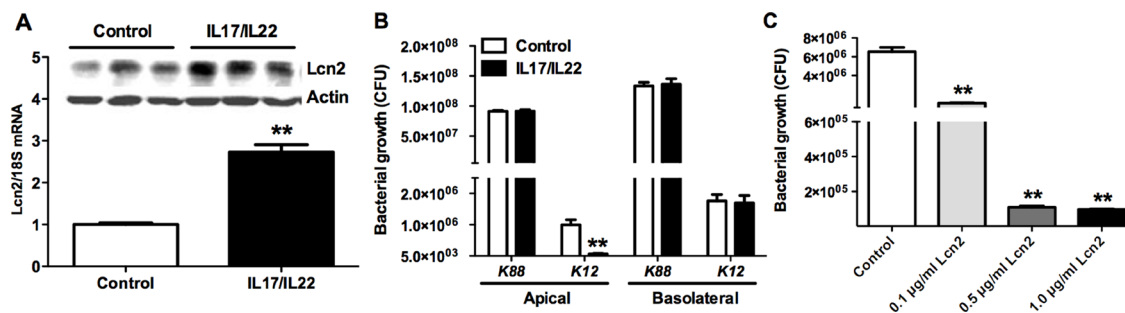 A
Control IL17/IL22
Lcn2
Actin
Lcn2/18S mRNA
5
4
3
2
1
0
**
Control IL17/IL22
B
Control
IL17/IL22
Bacterial growth (CFU)
2.0×10⁰⁸
1.5×10⁰⁸
1.0×10⁰⁸
5.0×10⁰⁷
2.0×10⁰⁶
1.0×10⁰⁶
5.0×10⁰³
**
K88 K12 K88 K12
Apical Basolateral
C
Bacterial growth (CFU)
6×10⁰⁶
4×10⁰⁶
2×10⁰⁶
6×10⁰⁵
4×10⁰⁵
2×10⁰⁵
**
** **
Control
0.1 µg/ml Lcn2
0.5 µg/ml Lcn2
1.0 µg/ml Lcn2